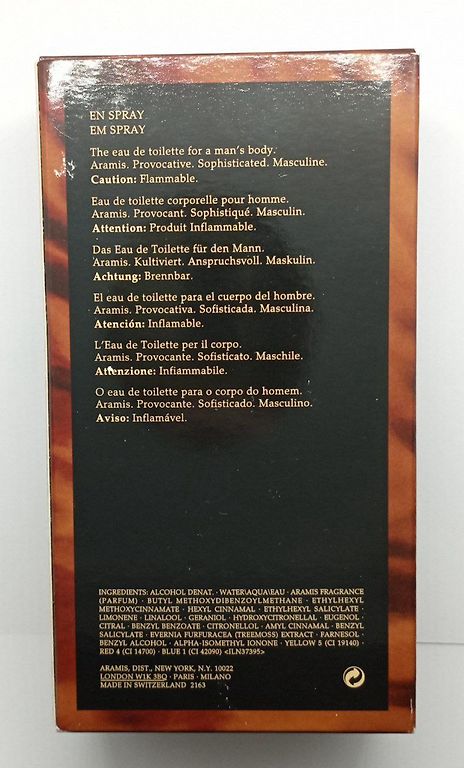 EN SPRAY
EM SPRAY
The eau de toilette for a man's body.
Aramis. Provocative. Sophisticated. Masculine.
Caution: Flammable.
Eau de toilette corporelle pour homme.
Aramis. Provocant. Sophistiqué. Masculin.
Attention: Produit Inflammable.
Das Eau de Toilette für den Mann.
Aramis. Kultiviert. Anspruchsvoll. Maskulin.
Achtung: Brennbar.
El eau de toilette para el cuerpo del hombre.
Aramis. Provocativa. Sofisticada. Masculina.
Atención: Inflamable.
L'Eau de Toilette per il corpo.
Aramis. Provocante. Sofisticato. Maschile.
Attenzione: Infiammabile.
O eau de toilette para o corpo do homem.
Aramis. Provocante. Sofisticado. Masculino.
Aviso: Inflamável.
INGREDIENTS: ALCOHOL DENAT. · WATER\AQUA\EAU · ARAMIS FRAGRANCE
(PARFUM) · BUTYL METHOXYDIBENZOYLMETHANE · ETHYLHEXYL
METHOXYCINNAMATE · HEXYL CINNAMAL · ETHYLHEXYL SALICYLATE ·
LIMONENE · LINALOOL · GERANIOL · HYDROXYCITRONELLAL · EUGENOL ·
CITRAL · BENZYL BENZOATE · CITRONELLOL · AMYL CINNAMAL · BENZYL
SALICYLATE · EVERNIA FURFURACEA (TREEMOSS) EXTRACT · FARNESOL ·
BENZYL ALCOHOL · ALPHA-ISOMETHYL IONONE · YELLOW 5 (CI 19140) ·
RED 4 (CI 14700) · BLUE 1 (CI 42090) <ILN37395>
ARAMIS, DIST., NEW YORK, N.Y. 10022
LONDON W1K 3BQ · PARIS · MILANO
MADE IN SWITZERLAND 2163